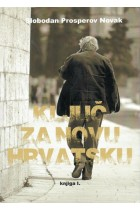 Slobodan Prosperov Novak
KLJUČ
ZA NOVU
HRVATSKU
knjiga I.